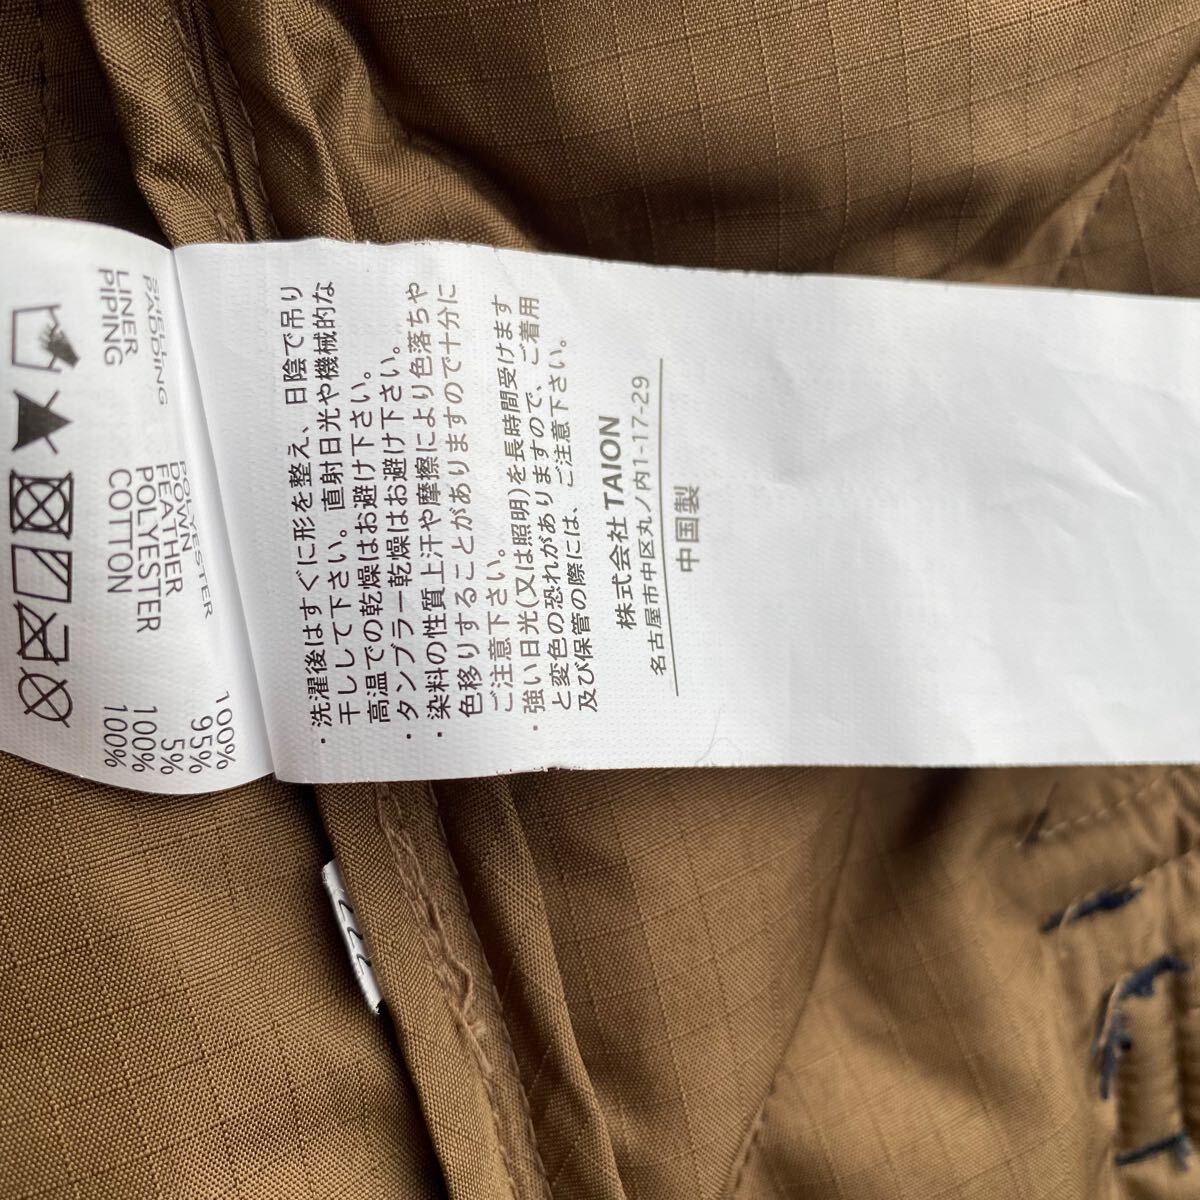 SHELL POLYESTER 100%
PADDING DOWN 95%
FEATHER 5%
LINER POLYESTER 100%
PIPING COTTON 100%
・洗濯後はすぐに形を整え、日陰で吊り
干しして下さい。直射日光や機械的な
高温での乾燥はお避け下さい。
・タンブラー乾燥はお避け下さい。
・染料の性質上汗や摩擦により色落ちや
色移りすることがありますので十分に
ご注意下さい。
・強い日光(又は照明)を長時間受けます
と変色の恐れがありますので、ご着用
及び保管の際には、ご注意下さい。
株式会社 TAION
名古屋市中区丸ノ内1-17-29
中国製